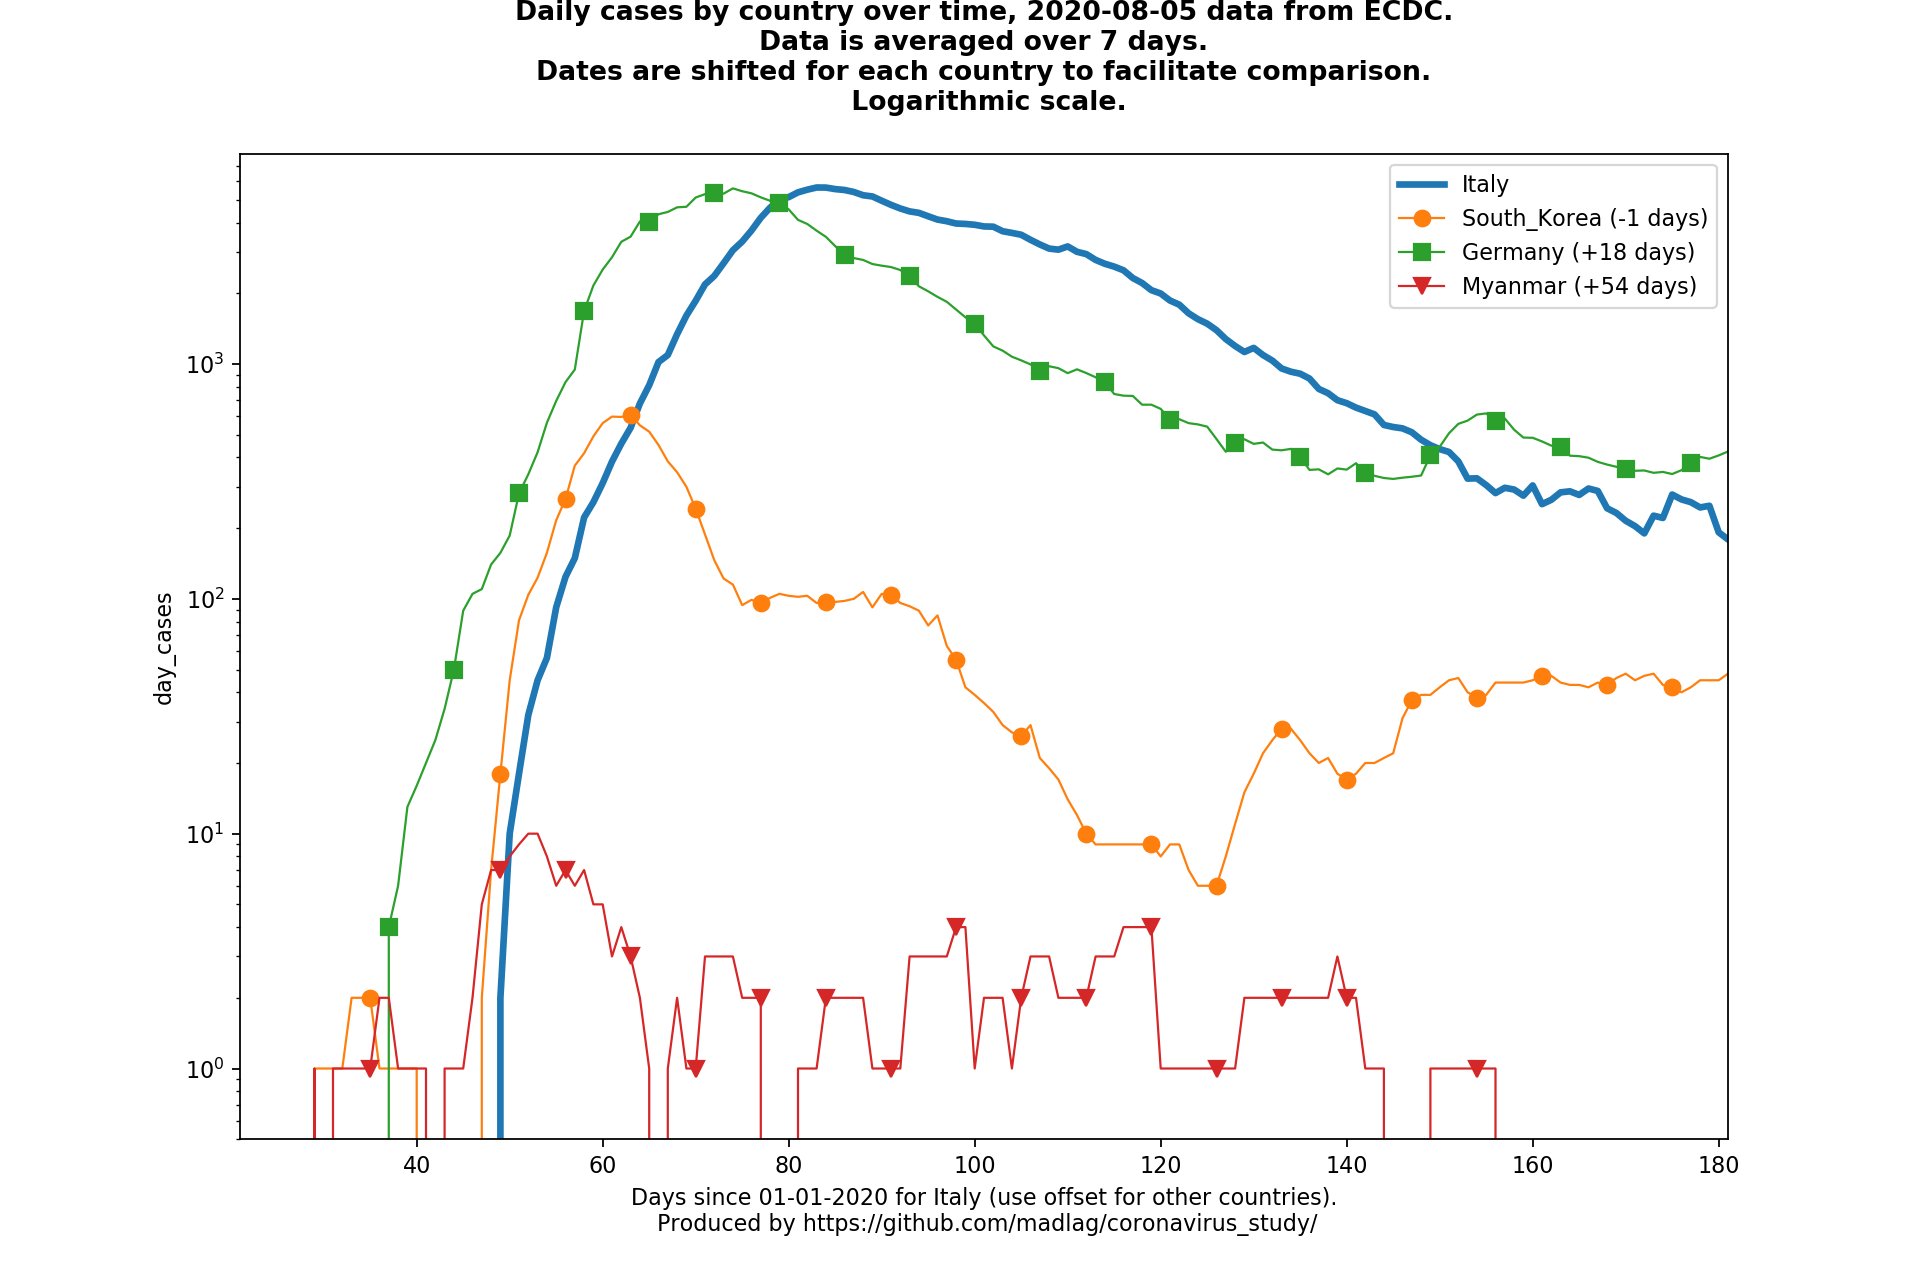 Daily cases by country over time, 2020-08-05 data from ECDC.
Data is averaged over 7 days.
Dates are shifted for each country to facilitate comparison.
Logarithmic scale.
Italy
South_Korea (-1 days)
Germany (+18 days)
Myanmar (+54 days)
10³
10²
10¹
10⁰
day_cases
40 60 80 100 120 140 160 180
Days since 01-01-2020 for Italy (use offset for other countries).
Produced by https://github.com/madlag/coronavirus_study/